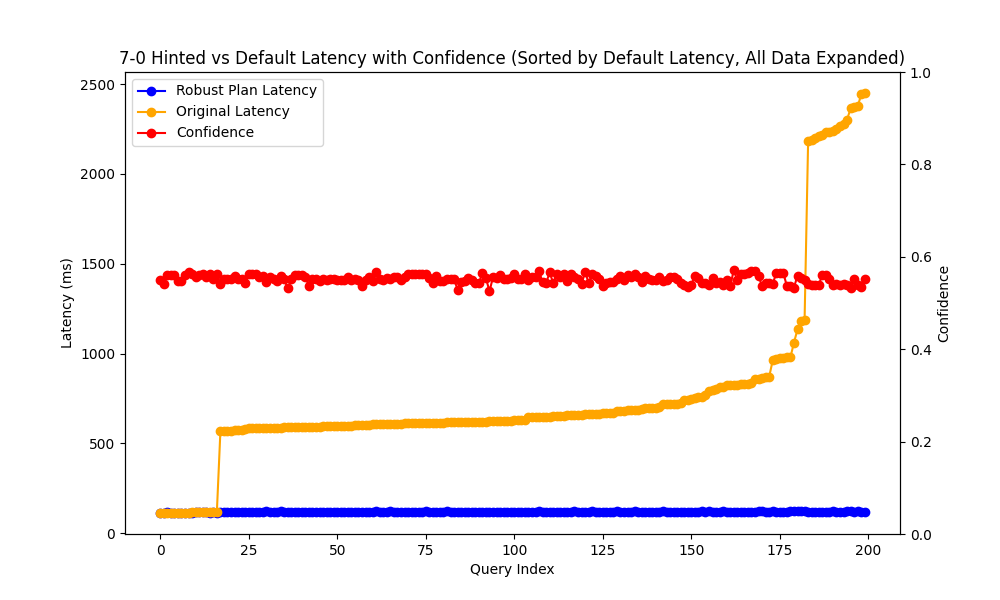 7-0 Hinted vs Default Latency with Confidence (Sorted by Default Latency, All Data Expanded)
Robust Plan Latency
Original Latency
Confidence
Latency (ms)
2500
2000
1500
1000
500
0
1.0
0.8
0.6
0.4
0.2
0.0
Confidence
0 25 50 75 100 125 150 175 200
Query Index